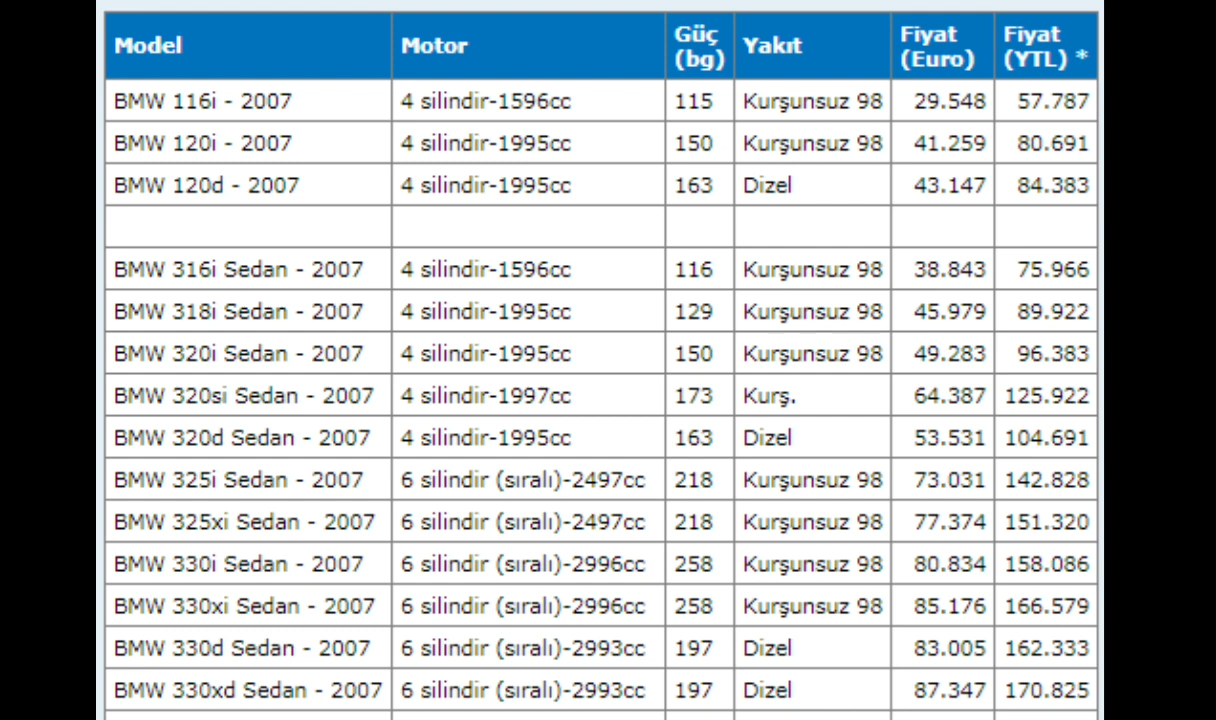 Model Motor Güç (bg) Yakıt Fiyat (Euro) Fiyat (YTL) *
BMW 116i - 2007 4 silindir-1596cc 115 Kurşunsuz 98 29.548 57.787
BMW 120i - 2007 4 silindir-1995cc 150 Kurşunsuz 98 41.259 80.691
BMW 120d - 2007 4 silindir-1995cc 163 Dizel 43.147 84.383
BMW 316i Sedan - 2007 4 silindir-1596cc 116 Kurşunsuz 98 38.843 75.966
BMW 318i Sedan - 2007 4 silindir-1995cc 129 Kurşunsuz 98 45.979 89.922
BMW 320i Sedan - 2007 4 silindir-1995cc 150 Kurşunsuz 98 49.283 96.383
BMW 320si Sedan - 2007 4 silindir-1997cc 173 Kurş. 64.387 125.922
BMW 320d Sedan - 2007 4 silindir-1995cc 163 Dizel 53.531 104.691
BMW 325i Sedan - 2007 6 silindir (sıralı)-2497cc 218 Kurşunsuz 98 73.031 142.828
BMW 325xi Sedan - 2007 6 silindir (sıralı)-2497cc 218 Kurşunsuz 98 77.374 151.320
BMW 330i Sedan - 2007 6 silindir (sıralı)-2996cc 258 Kurşunsuz 98 80.834 158.086
BMW 330xi Sedan - 2007 6 silindir (sıralı)-2996cc 258 Kurşunsuz 98 85.176 166.579
BMW 330d Sedan - 2007 6 silindir (sıralı)-2993cc 197 Dizel 83.005 162.333
BMW 330xd Sedan - 2007 6 silindir (sıralı)-2993cc 197 Dizel 87.347 170.825